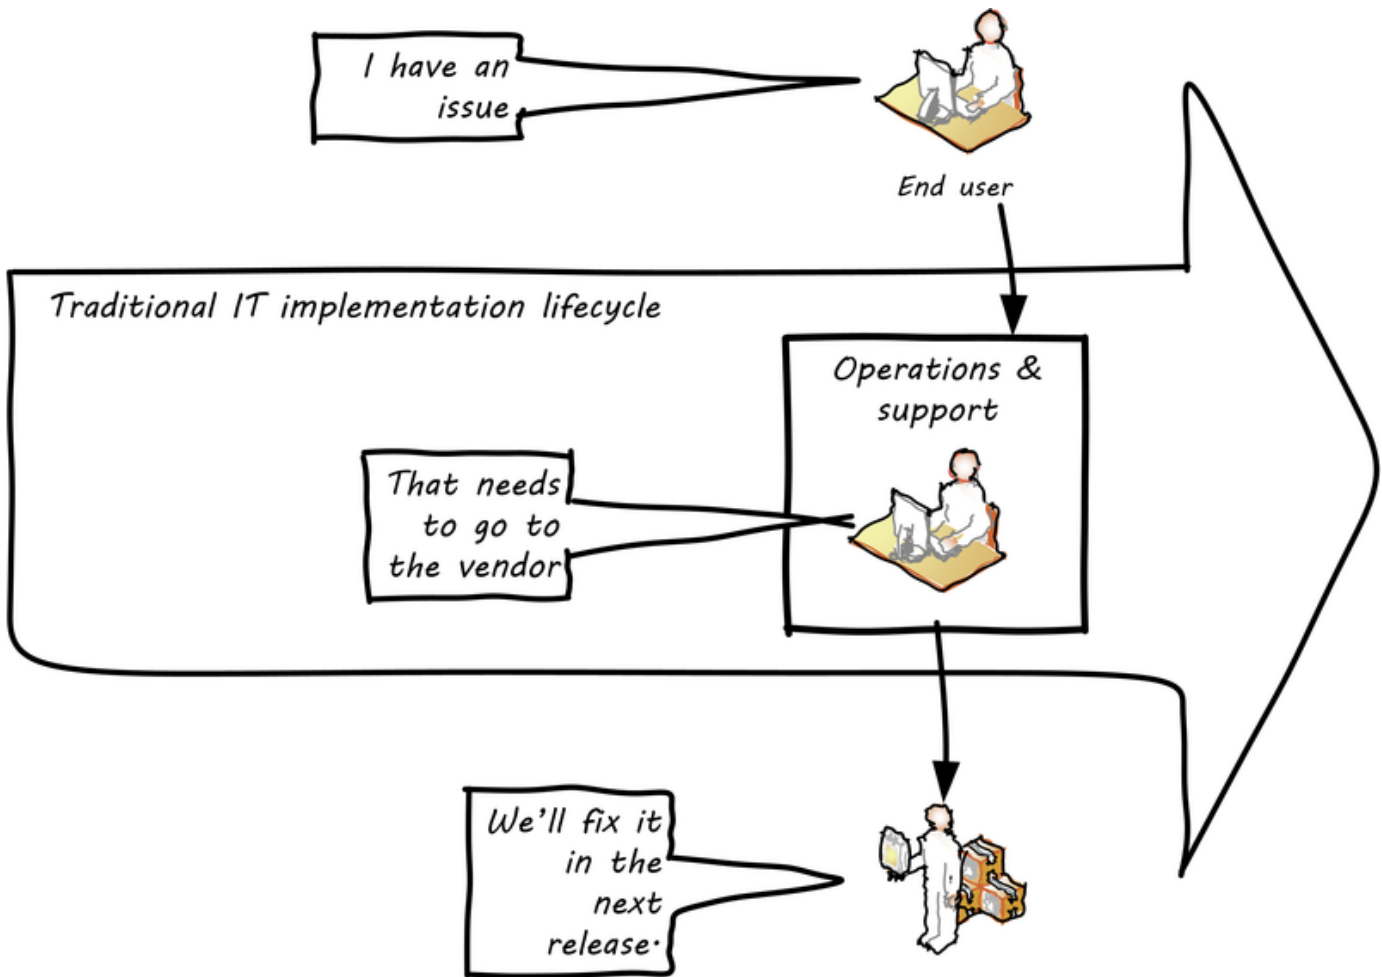 I have an
issue
End user
Traditional IT implementation lifecycle
Operations &
support
That needs
to go to
the vendor
We'll fix it
in the
next
release.